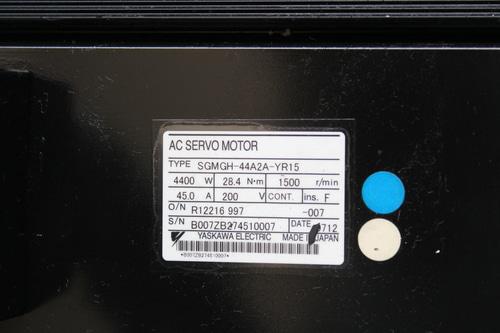 AC SERVO MOTOR
TYPE SGMGH-44A2A-YR15
4400 W 28.4 N·m 1500 r/min
45.0 A 200 V CONT. ins. F
O/N R12216 997 -007
S/N B007ZB274510007 DATE 0712
YASKAWA ELECTRIC MADE IN JAPAN
*B007ZB274510007*